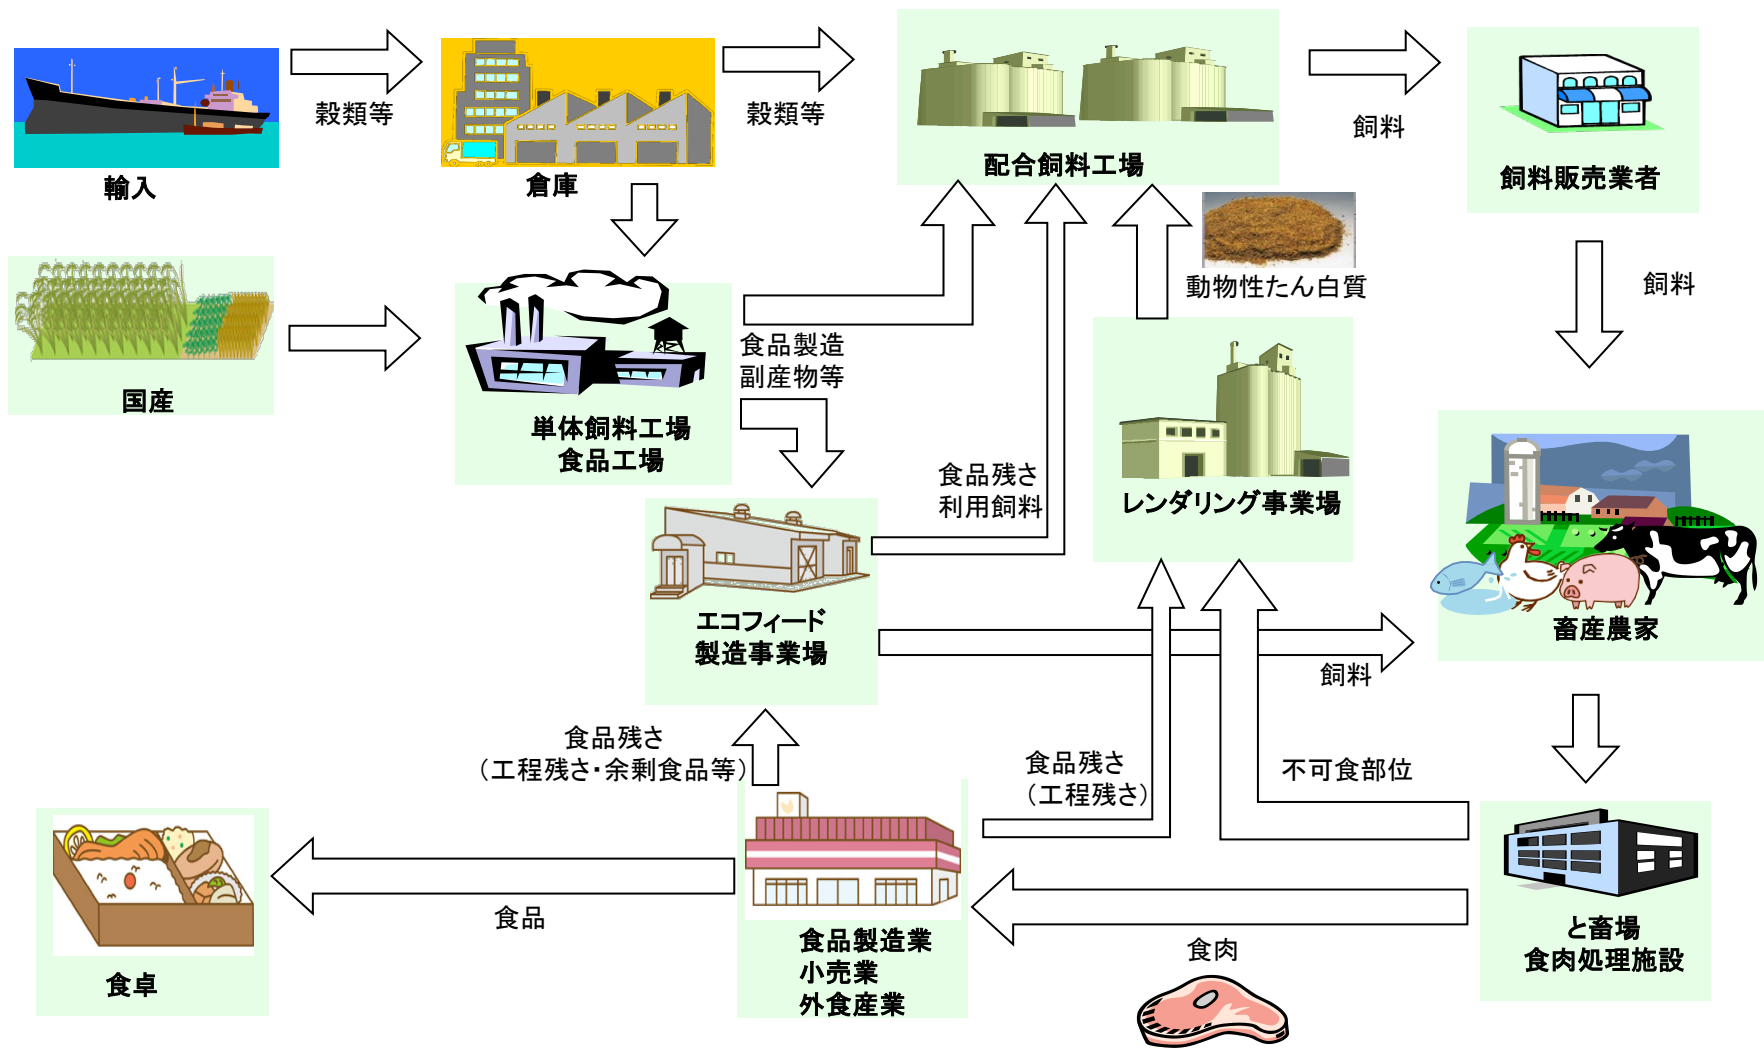 穀類等
穀類等
飼料
輸入
倉庫
配合飼料工場
飼料販売業者
動物性たん白質
飼料
国産
食品製造
副産物等
単体飼料工場
食品工場
食品残さ
利用飼料
レンダリング事業場
エコフィード
製造事業場
畜産農家
飼料
食品残さ
（工程残さ・余剰食品等）
食品残さ
（工程残さ）
不可食部位
食品
食卓
食品製造業
小売業
外食産業
食肉
と畜場
食肉処理施設